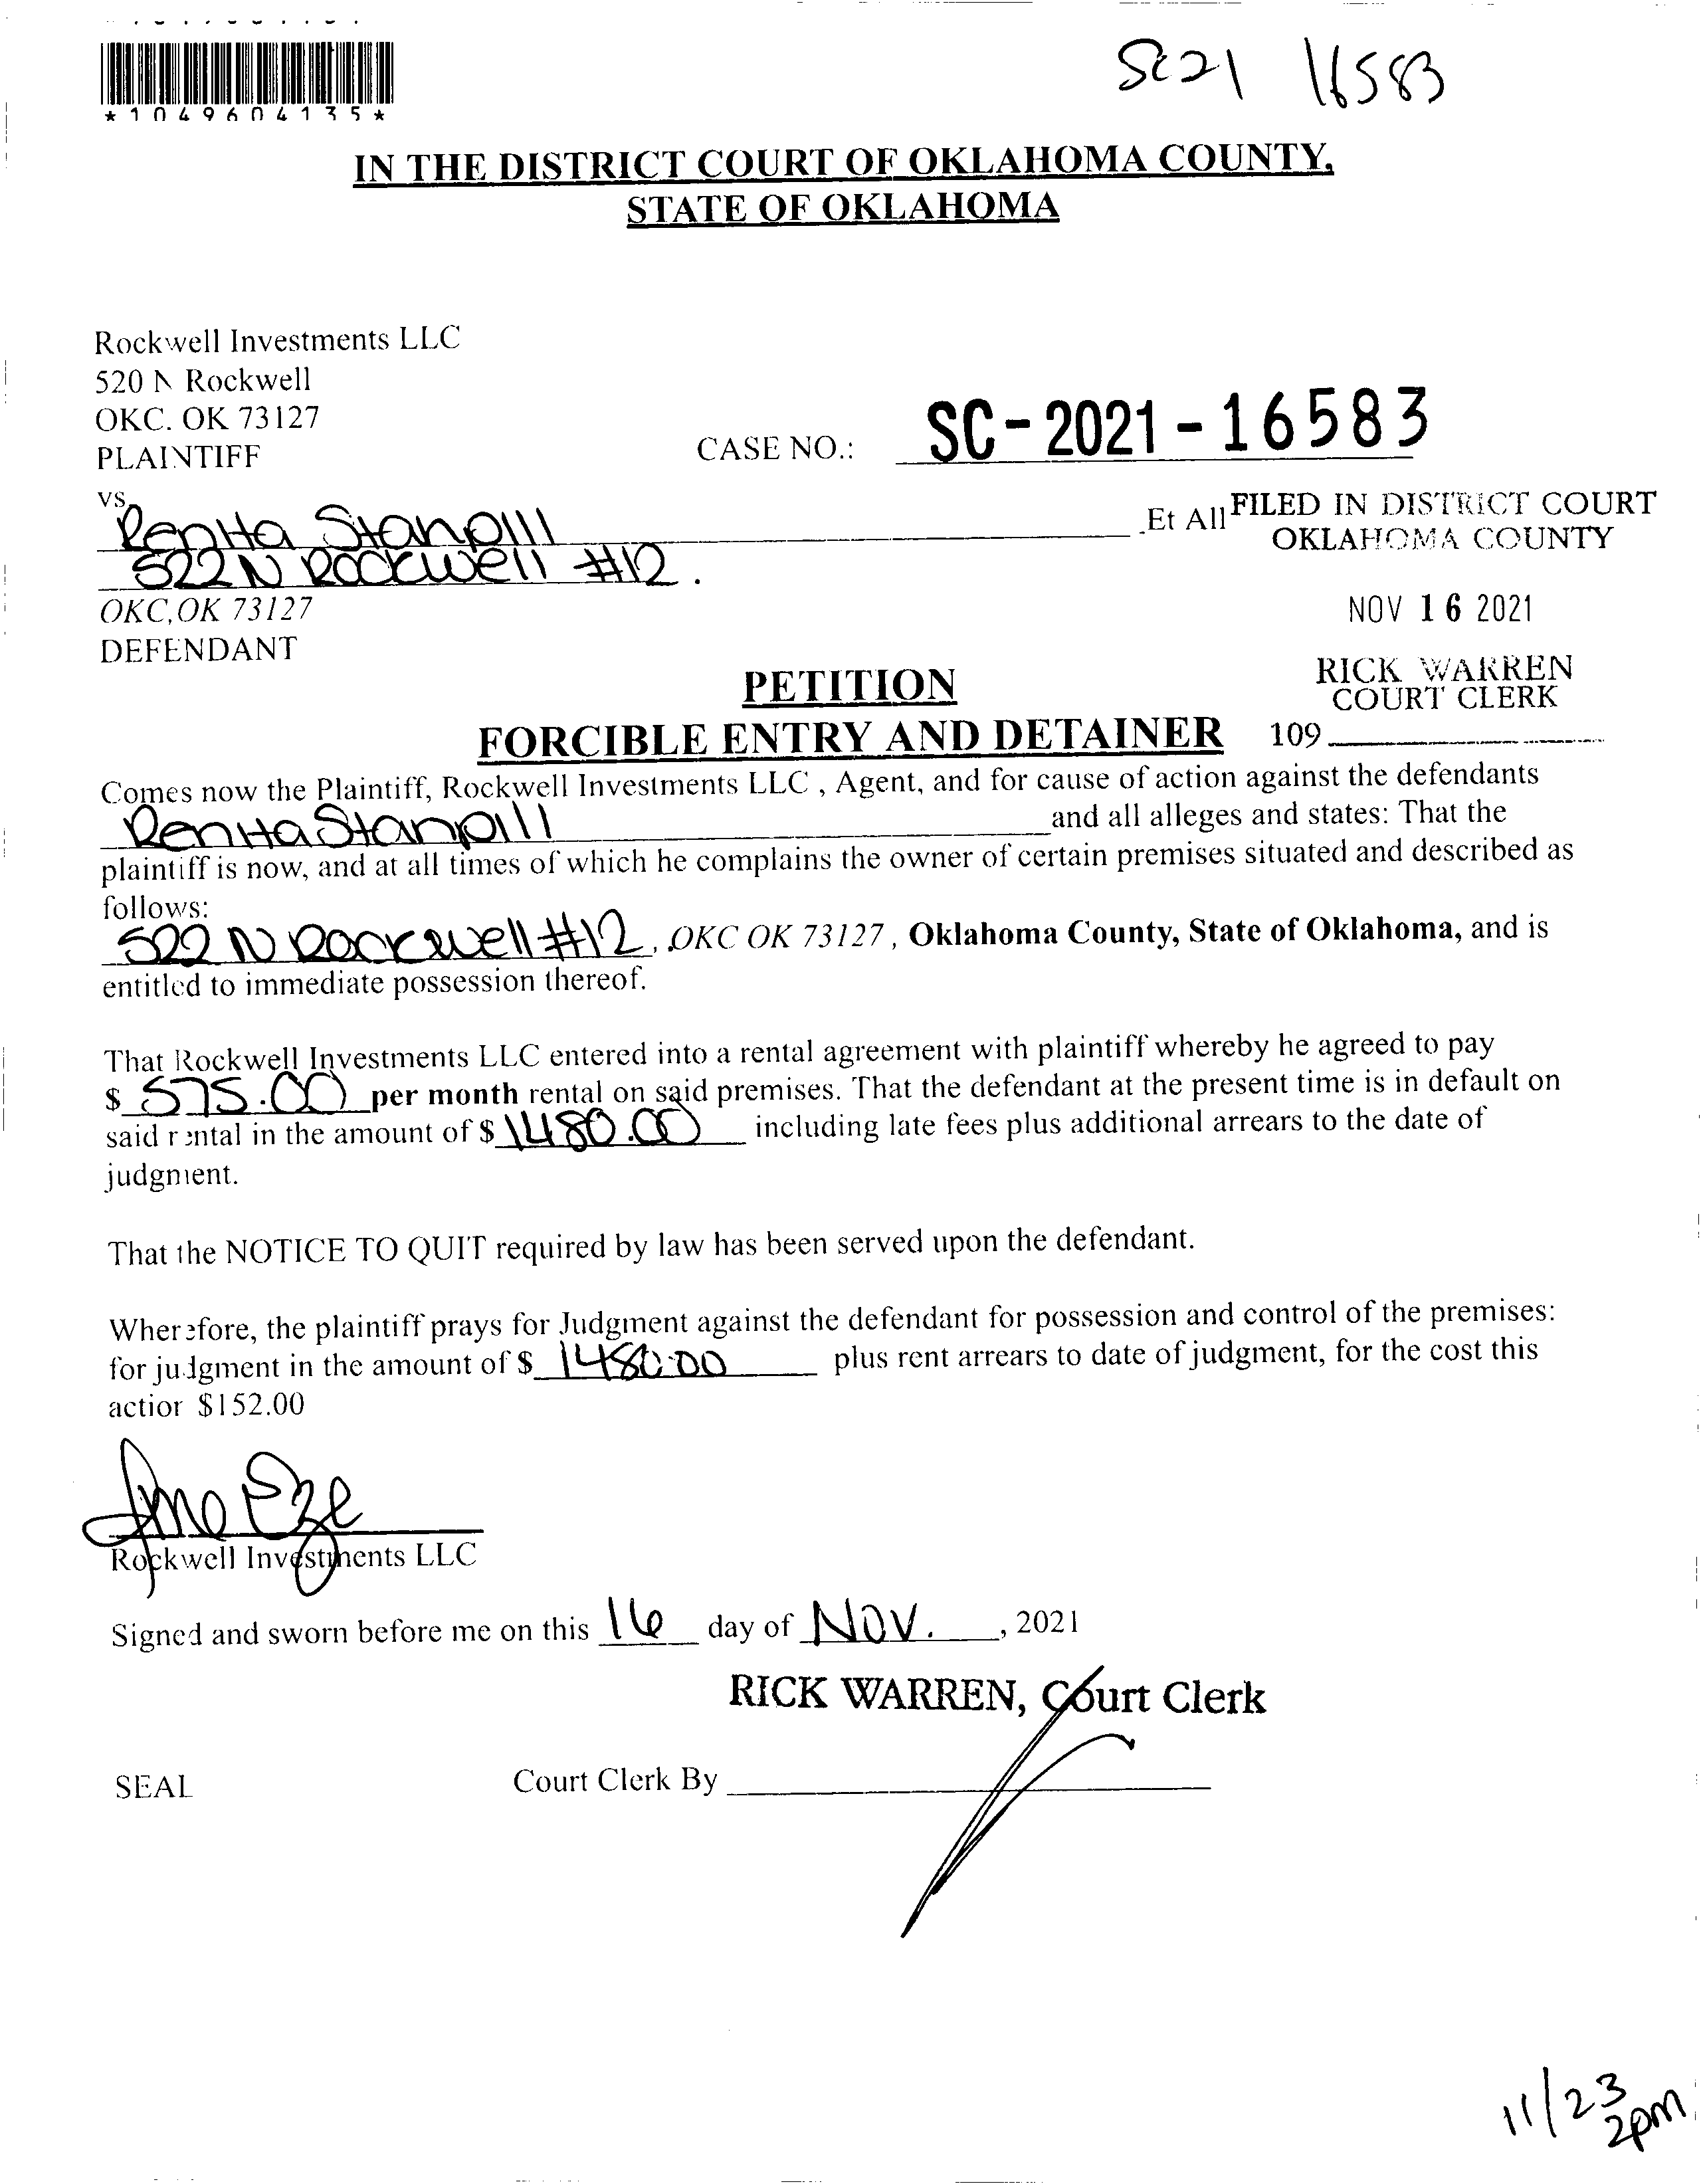 *1049604135*
SC21 16583
IN THE DISTRICT COURT OF OKLAHOMA COUNTY,
STATE OF OKLAHOMA
Rockwell Investments LLC
520 N Rockwell
OKC. OK 73127
PLAINTIFF
CASE NO.: SC-2021-16583
vs.
Renita Stanpill Et All
522 N Rockwell #12.
OKC, OK 73127
DEFENDANT
FILED IN DISTRICT COURT
OKLAHOMA COUNTY
NOV 16 2021
RICK WARREN
COURT CLERK
109
PETITION
FORCIBLE ENTRY AND DETAINER
Comes now the Plaintiff, Rockwell Investments LLC , Agent, and for cause of action against the defendants
Renita Stanpill and all alleges and states: That the
plaintiff is now, and at all times of which he complains the owner of certain premises situated and described as
follows:
522 N Rockwell #12, OKC OK 73127, Oklahoma County, State of Oklahoma, and is
entitled to immediate possession thereof.
That Rockwell Investments LLC entered into a rental agreement with plaintiff whereby he agreed to pay
$ 575.00 per month rental on said premises. That the defendant at the present time is in default on
said rental in the amount of $ 1480.00 including late fees plus additional arrears to the date of
judgment.
That the NOTICE TO QUIT required by law has been served upon the defendant.
Wherefore, the plaintiff prays for Judgment against the defendant for possession and control of the premises:
for judgment in the amount of $ 1480.00 plus rent arrears to date of judgment, for the cost this
action $152.00
Rockwell Investments LLC
Signed and sworn before me on this 16 day of Nov. , 2021
RICK WARREN, Court Clerk
SEAL
Court Clerk By
11/23
2pm